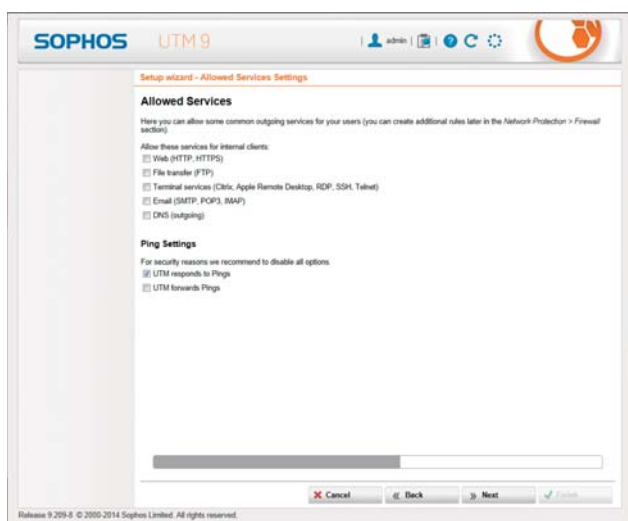 SOPHOS UTM 9
admin
Setup wizard - Allowed Services Settings
Allowed Services
Here you can allow some common outgoing services for your users (you can create additional rules later in the Network Protection > Firewall
section).
Allow these services for internal clients:
Web (HTTP, HTTPS)
File transfer (FTP)
Terminal services (Citrix, Apple Remote Desktop, RDP, SSH, Telnet)
Email (SMTP, POP3, IMAP)
DNS (outgoing)
Ping Settings
For security reasons we recommend to disable all options.
UTM responds to Pings
UTM forwards Pings
Cancel
Back
Next
Finish
Release 9.209-8 © 2000-2014 Sophos Limited. All rights reserved.